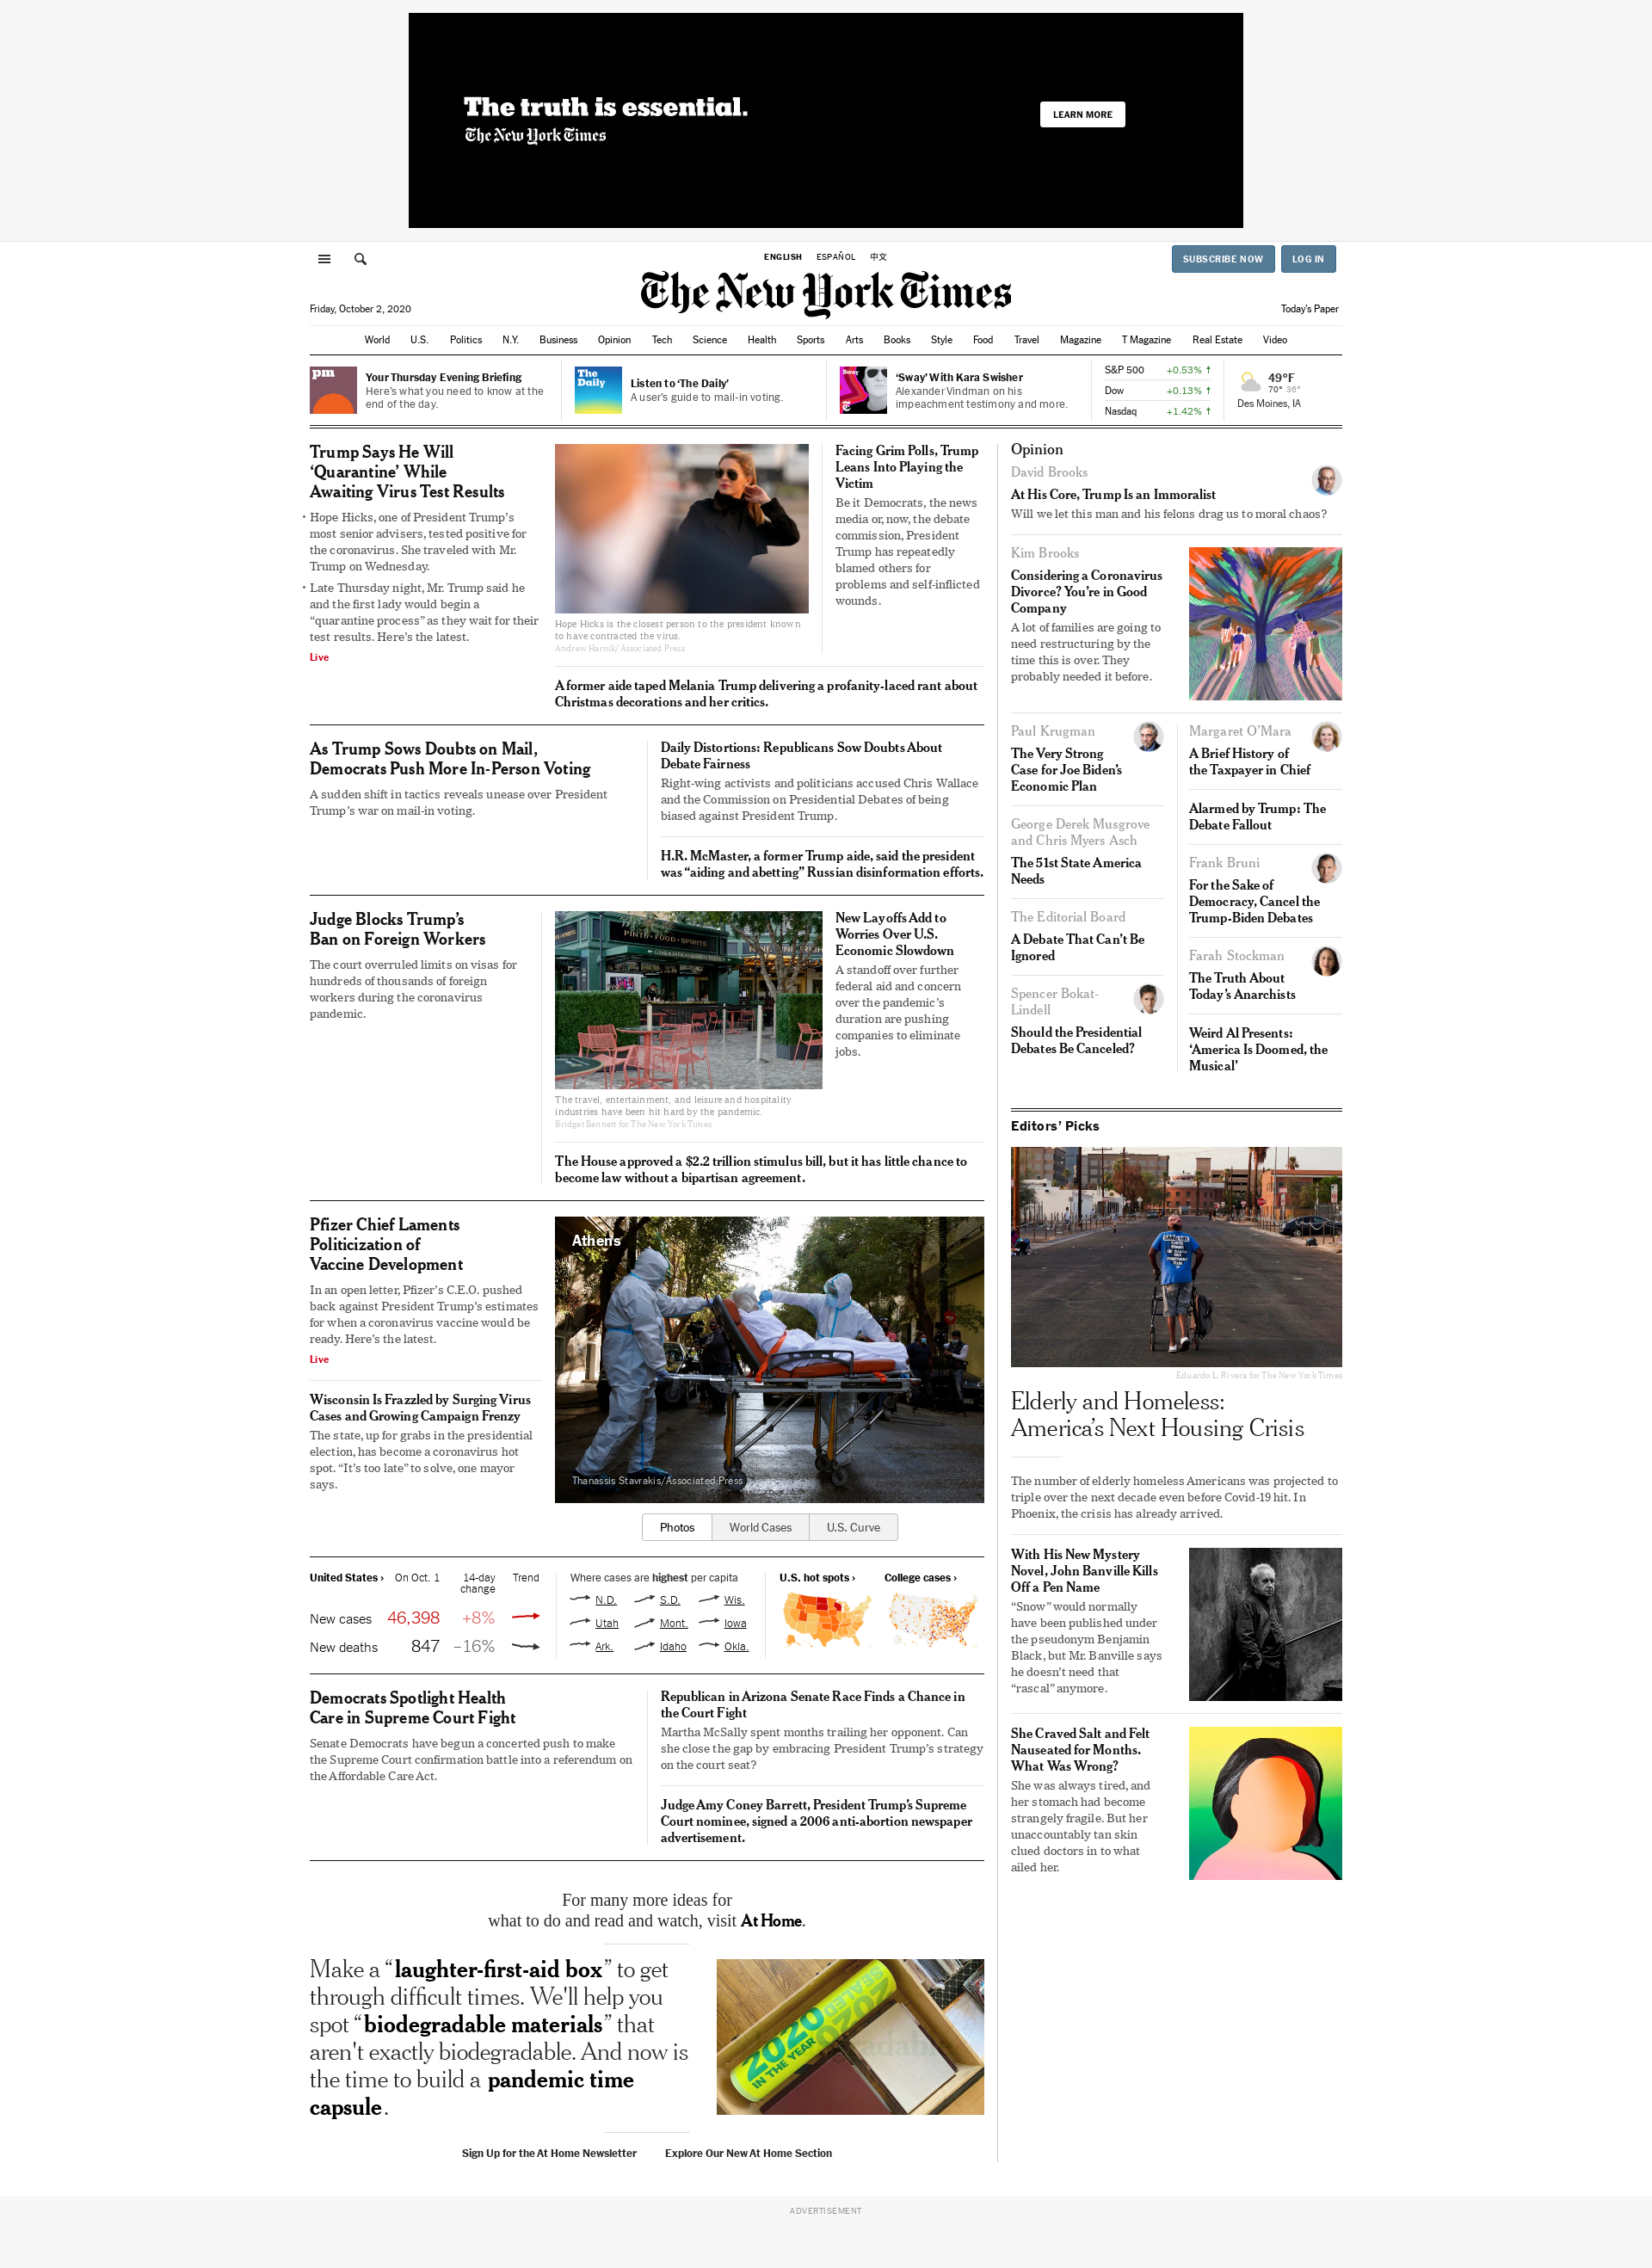 The truth is essential.
The New York Times
LEARN MORE
ENGLISH ESPAÑOL 中文
SUBSCRIBE NOW LOG IN
The New York Times
Friday, October 2, 2020
Today's Paper
World U.S. Politics N.Y. Business Opinion Tech Science Health Sports Arts Books Style Food Travel Magazine T Magazine Real Estate Video
pm
Your Thursday Evening Briefing
Here's what you need to know at the
end of the day.
The
Daily
Listen to 'The Daily'
A user's guide to mail-in voting.
Sway
'Sway' With Kara Swisher
Alexander Vindman on his
impeachment testimony and more.
S&P 500 +0.53% ↑
Dow +0.13% ↑
Nasdaq +1.42% ↑
49°F
70° 36°
Des Moines, IA
Trump Says He Will
‘Quarantine’ While
Awaiting Virus Test Results
• Hope Hicks, one of President Trump’s
most senior advisers, tested positive for
the coronavirus. She traveled with Mr.
Trump on Wednesday.
• Late Thursday night, Mr. Trump said he
and the first lady would begin a
“quarantine process” as they wait for their
test results. Here’s the latest.
Live
Hope Hicks is the closest person to the president known
to have contracted the virus.
Andrew Harnik/Associated Press
Facing Grim Polls, Trump
Leans Into Playing the
Victim
Be it Democrats, the news
media or, now, the debate
commission, President
Trump has repeatedly
blamed others for
problems and self-inflicted
wounds.
A former aide taped Melania Trump delivering a profanity-laced rant about
Christmas decorations and her critics.
As Trump Sows Doubts on Mail,
Democrats Push More In-Person Voting
A sudden shift in tactics reveals unease over President
Trump’s war on mail-in voting.
Daily Distortions: Republicans Sow Doubts About
Debate Fairness
Right-wing activists and politicians accused Chris Wallace
and the Commission on Presidential Debates of being
biased against President Trump.
H.R. McMaster, a former Trump aide, said the president
was “aiding and abetting” Russian disinformation efforts.
Judge Blocks Trump’s
Ban on Foreign Workers
The court overruled limits on visas for
hundreds of thousands of foreign
workers during the coronavirus
pandemic.
PINTS·FOOD·SPIRITS
The travel, entertainment, and leisure and hospitality
industries have been hit hard by the pandemic.
Bridget Bennett for The New York Times
New Layoffs Add to
Worries Over U.S.
Economic Slowdown
A standoff over further
federal aid and concern
over the pandemic’s
duration are pushing
companies to eliminate
jobs.
The House approved a $2.2 trillion stimulus bill, but it has little chance to
become law without a bipartisan agreement.
Pfizer Chief Laments
Politicization of
Vaccine Development
In an open letter, Pfizer’s C.E.O. pushed
back against President Trump’s estimates
for when a coronavirus vaccine would be
ready. Here’s the latest.
Live
Wisconsin Is Frazzled by Surging Virus
Cases and Growing Campaign Frenzy
The state, up for grabs in the presidential
election, has become a coronavirus hot
spot. “It’s too late” to solve, one mayor
says.
Athens
Thanassis Stavrakis/Associated Press
Photos World Cases U.S. Curve
United States › On Oct. 1 14-day
change Trend
New cases 46,398 +8%
New deaths 847 –16%
Where cases are highest per capita
N.D. S.D. Wis.
Utah Mont. Iowa
Ark. Idaho Okla.
U.S. hot spots › College cases ›
Democrats Spotlight Health
Care in Supreme Court Fight
Senate Democrats have begun a concerted push to make
the Supreme Court confirmation battle into a referendum on
the Affordable Care Act.
Republican in Arizona Senate Race Finds a Chance in
the Court Fight
Martha McSally spent months trailing her opponent. Can
she close the gap by embracing President Trump’s strategy
on the court seat?
Judge Amy Coney Barrett, President Trump’s Supreme
Court nominee, signed a 2006 anti-abortion newspaper
advertisement.
For many more ideas for
what to do and read and watch, visit At Home.
Make a “laughter-first-aid box” to get
through difficult times. We'll help you
spot “biodegradable materials” that
aren't exactly biodegradable. And now is
the time to build a pandemic time
capsule.
SEALED
2020
2020
IN THE YEAR
Sign Up for the At Home Newsletter Explore Our New At Home Section
Opinion
David Brooks
At His Core, Trump Is an Immoralist
Will we let this man and his felons drag us to moral chaos?
Kim Brooks
Considering a Coronavirus
Divorce? You’re in Good
Company
A lot of families are going to
need restructuring by the
time this is over. They
probably needed it before.
Paul Krugman
The Very Strong
Case for Joe Biden’s
Economic Plan
George Derek Musgrove
and Chris Myers Asch
The 51st State America
Needs
The Editorial Board
A Debate That Can’t Be
Ignored
Spencer Bokat-
Lindell
Should the Presidential
Debates Be Canceled?
Margaret O’Mara
A Brief History of
the Taxpayer in Chief
Alarmed by Trump: The
Debate Fallout
Frank Bruni
For the Sake of
Democracy, Cancel the
Trump-Biden Debates
Farah Stockman
The Truth About
Today’s Anarchists
Weird Al Presents:
‘America Is Doomed, the
Musical’
Editors’ Picks
Eduardo L. Rivera for The New York Times
Elderly and Homeless:
America’s Next Housing Crisis
The number of elderly homeless Americans was projected to
triple over the next decade even before Covid-19 hit. In
Phoenix, the crisis has already arrived.
With His New Mystery
Novel, John Banville Kills
Off a Pen Name
“Snow” would normally
have been published under
the pseudonym Benjamin
Black, but Mr. Banville says
he doesn’t need that
“rascal” anymore.
She Craved Salt and Felt
Nauseated for Months.
What Was Wrong?
She was always tired, and
her stomach had become
strangely fragile. But her
unaccountably tan skin
clued doctors in to what
ailed her.
ADVERTISEMENT